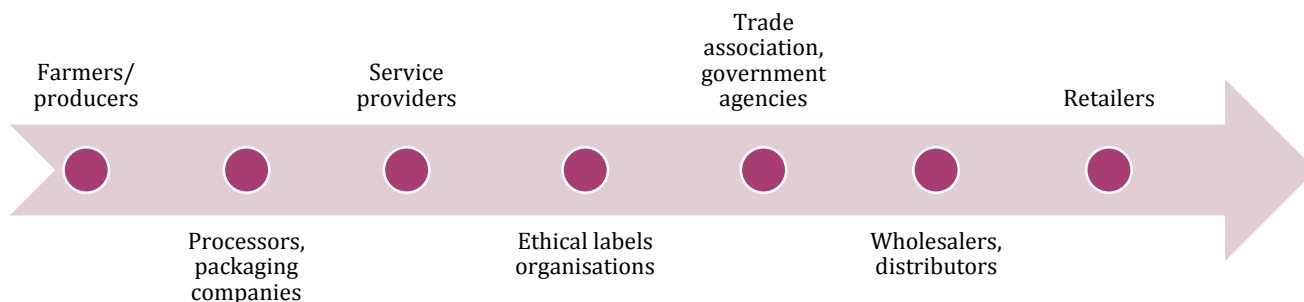 Farmers/
producers
Processors,
packaging
companies
Service
providers
Ethical labels
organisations
Trade
association,
government
agencies
Wholesalers,
distributors
Retailers